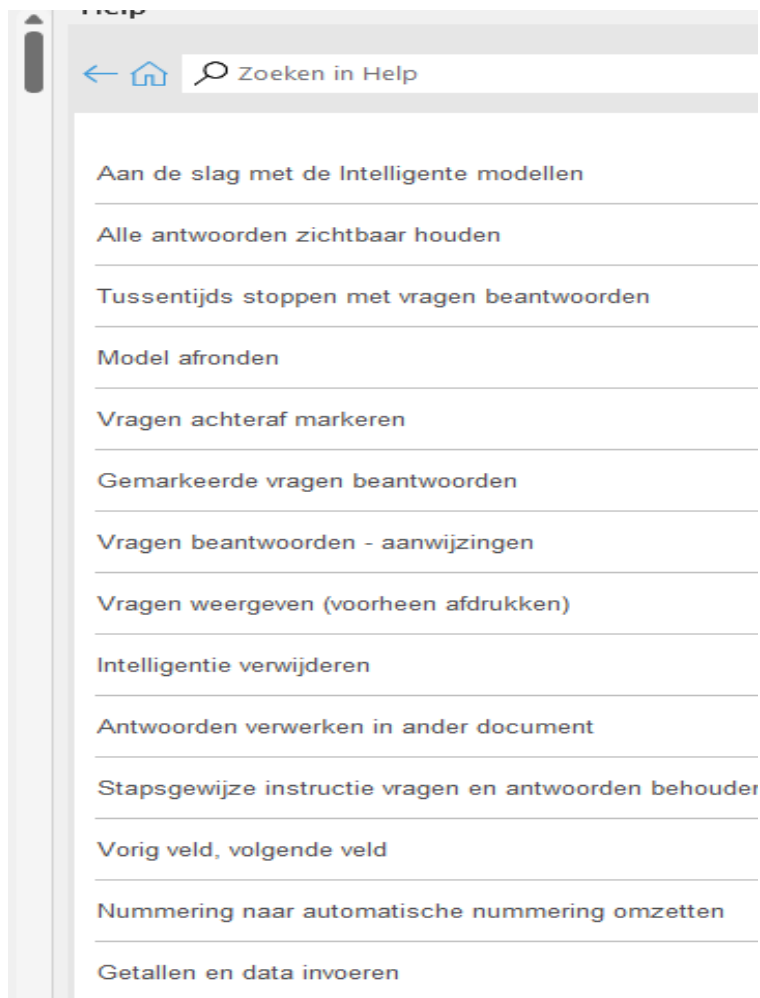 Help
Zoeken in Help
Aan de slag met de Intelligente modellen
Alle antwoorden zichtbaar houden
Tussentijds stoppen met vragen beantwoorden
Model afronden
Vragen achteraf markeren
Gemarkeerde vragen beantwoorden
Vragen beantwoorden - aanwijzingen
Vragen weergeven (voorheen afdrukken)
Intelligentie verwijderen
Antwoorden verwerken in ander document
Stapsgewijze instructie vragen en antwoorden behouden
Vorig veld, volgende veld
Nummering naar automatische nummering omzetten
Getallen en data invoeren